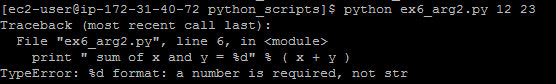 [ec2-user@ip-172-31-40-72 python_scripts]$ python ex6_arg2.py 12 23
Traceback (most recent call last):
  File "ex6_arg2.py", line 6, in <module>
    print " sum of x and y = %d" % ( x + y )
TypeError: %d format: a number is required, not str